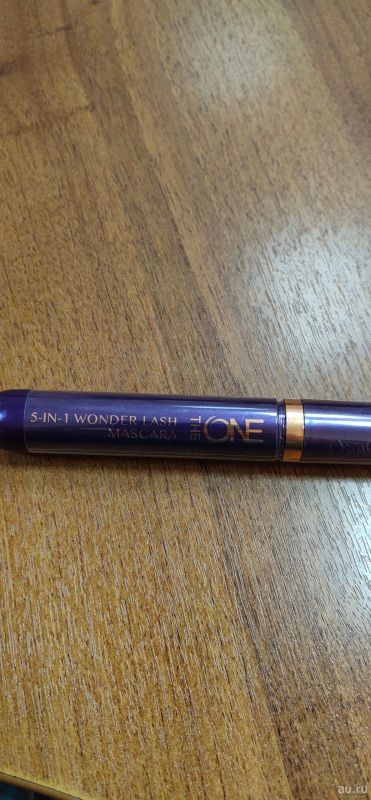 5-IN-1 WONDER LASH
MASCARA
THE ONE
au.ru